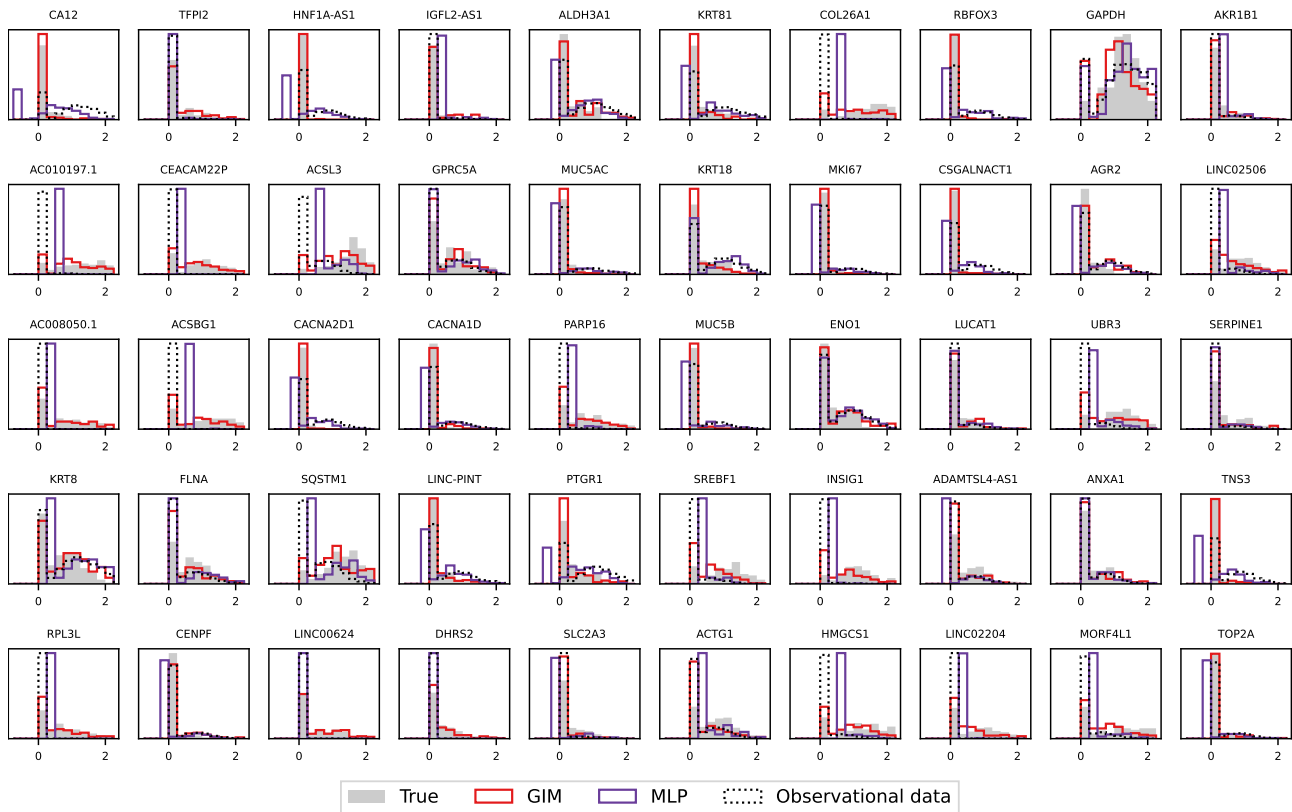 CA12 TFPI2 HNF1A-AS1 IGFL2-AS1 ALDH3A1 KRT81 COL26A1 RBFOX3 GAPDH AKR1B1
0 2 0 2 0 2 0 2 0 2 0 2 0 2 0 2 0 2 0 2
AC010197.1 CEACAM22P ACSL3 GPRC5A MUC5AC KRT18 MKI67 CSGALNACT1 AGR2 LINC02506
0 2 0 2 0 2 0 2 0 2 0 2 0 2 0 2 0 2 0 2
AC008050.1 ACSBG1 CACNA2D1 CACNA1D PARP16 MUC5B ENO1 LUCAT1 UBR3 SERPINE1
0 2 0 2 0 2 0 2 0 2 0 2 0 2 0 2 0 2 0 2
KRT8 FLNA SQSTM1 LINC-PINT PTGR1 SREBF1 INSIG1 ADAMTSL4-AS1 ANXA1 TNS3
0 2 0 2 0 2 0 2 0 2 0 2 0 2 0 2 0 2 0 2
RPL3L CENPF LINC00624 DHRS2 SLC2A3 ACTG1 HMGCS1 LINC02204 MORF4L1 TOP2A
0 2 0 2 0 2 0 2 0 2 0 2 0 2 0 2 0 2 0 2
True GIM MLP Observational data